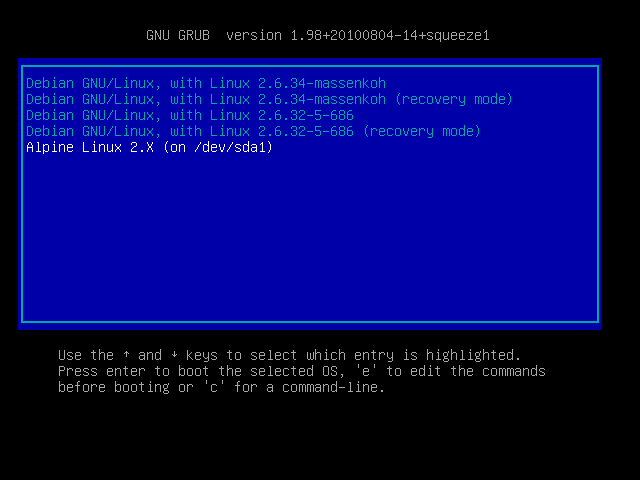 GNU GRUB  version 1.98+20100804-14+squeeze1
Debian GNU/Linux, with Linux 2.6.34-massenkoh
Debian GNU/Linux, with Linux 2.6.34-massenkoh (recovery mode)
Debian GNU/Linux, with Linux 2.6.32-5-686
Debian GNU/Linux, with Linux 2.6.32-5-686 (recovery mode)
Alpine Linux 2.X (on /dev/sda1)
Use the ↑ and ↓ keys to select which entry is highlighted.
Press enter to boot the selected OS, 'e' to edit the commands
before booting or 'c' for a command-line.